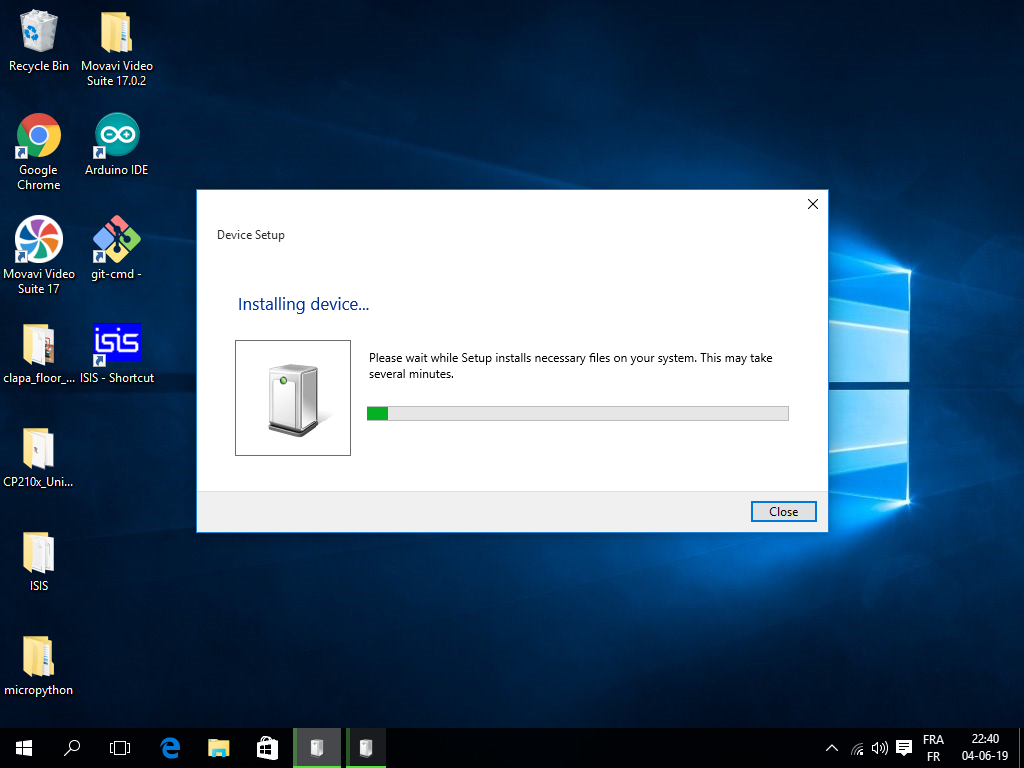 Recycle Bin
Movavi Video
Suite 17.0.2
Google
Chrome
Arduino IDE
Movavi Video
Suite 17
git-cmd -
clapa_floor_...
isis
ISIS - Shortcut
CP210x_Uni...
ISIS
micropython
Device Setup
Installing device...
Please wait while Setup installs necessary files on your system. This may take
several minutes.
Close
FRA
FR
22:40
04-06-19